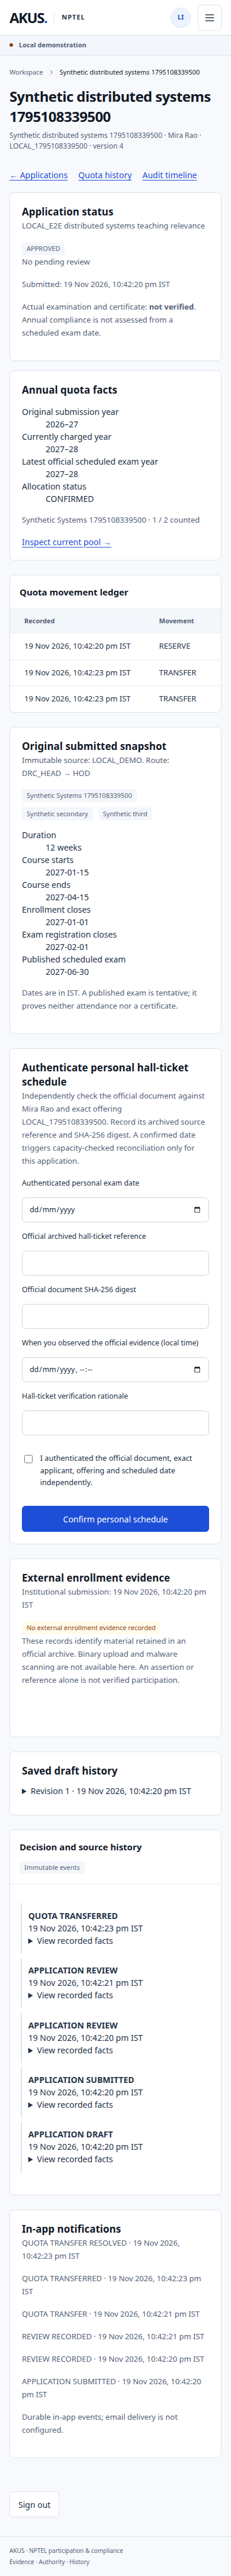 AKUS. NPTEL LI
Local demonstration
Workspace > Synthetic distributed systems 1795108339500
Synthetic distributed systems
1795108339500
Synthetic distributed systems 1795108339500 · Mira Rao ·
LOCAL_1795108339500 · version 4
← Applications Quota history Audit timeline
Application status
LOCAL_E2E distributed systems teaching relevance
APPROVED
No pending review
Submitted: 19 Nov 2026, 10:42:20 pm IST
Actual examination and certificate: not verified.
Annual compliance is not assessed from a
scheduled exam date.
Annual quota facts
Original submission year
2026–27
Currently charged year
2027–28
Latest official scheduled exam year
2027–28
Allocation status
CONFIRMED
Synthetic Systems 1795108339500 · 1 / 2 counted
Inspect current pool →
Quota movement ledger
Recorded Movement
19 Nov 2026, 10:42:20 pm IST RESERVE
19 Nov 2026, 10:42:23 pm IST TRANSFER
19 Nov 2026, 10:42:23 pm IST TRANSFER
Original submitted snapshot
Immutable source: LOCAL_DEMO. Route:
DRC_HEAD → HOD
Synthetic Systems 1795108339500
Synthetic secondary Synthetic third
Duration
12 weeks
Course starts
2027-01-15
Course ends
2027-04-15
Enrollment closes
2027-01-01
Exam registration closes
2027-02-01
Published scheduled exam
2027-06-30
Dates are in IST. A published exam is tentative; it
proves neither attendance nor a certificate.
Authenticate personal hall-ticket
schedule
Independently check the official document against
Mira Rao and exact offering
LOCAL_1795108339500. Record its archived source
reference and SHA-256 digest. A confirmed date
triggers capacity-checked reconciliation only for
this application.
Authenticated personal exam date
dd/mm/yyyy
Official archived hall-ticket reference
Official document SHA-256 digest
When you observed the official evidence (local time)
dd/mm/yyyy, --:--
Hall-ticket verification rationale
I authenticated the official document, exact
applicant, offering and scheduled date
independently.
Confirm personal schedule
External enrollment evidence
Institutional submission: 19 Nov 2026, 10:42:20 pm
IST
No external enrollment evidence recorded
These records identify material retained in an
official archive. Binary upload and malware
scanning are not available here. An assertion or
reference alone is not verified participation.
Saved draft history
Revision 1 · 19 Nov 2026, 10:42:20 pm IST
Decision and source history
Immutable events
QUOTA TRANSFERRED
19 Nov 2026, 10:42:23 pm IST
View recorded facts
APPLICATION REVIEW
19 Nov 2026, 10:42:21 pm IST
View recorded facts
APPLICATION REVIEW
19 Nov 2026, 10:42:20 pm IST
View recorded facts
APPLICATION SUBMITTED
19 Nov 2026, 10:42:20 pm IST
View recorded facts
APPLICATION DRAFT
19 Nov 2026, 10:42:20 pm IST
View recorded facts
In-app notifications
QUOTA TRANSFER RESOLVED · 19 Nov 2026,
10:42:23 pm IST
QUOTA TRANSFERRED · 19 Nov 2026, 10:42:23 pm
IST
QUOTA TRANSFER · 19 Nov 2026, 10:42:21 pm IST
REVIEW RECORDED · 19 Nov 2026, 10:42:21 pm IST
REVIEW RECORDED · 19 Nov 2026, 10:42:20 pm IST
APPLICATION SUBMITTED · 19 Nov 2026, 10:42:20
pm IST
Durable in-app events; email delivery is not
configured.
Sign out
AKUS · NPTEL participation & compliance
Evidence · Authority · History